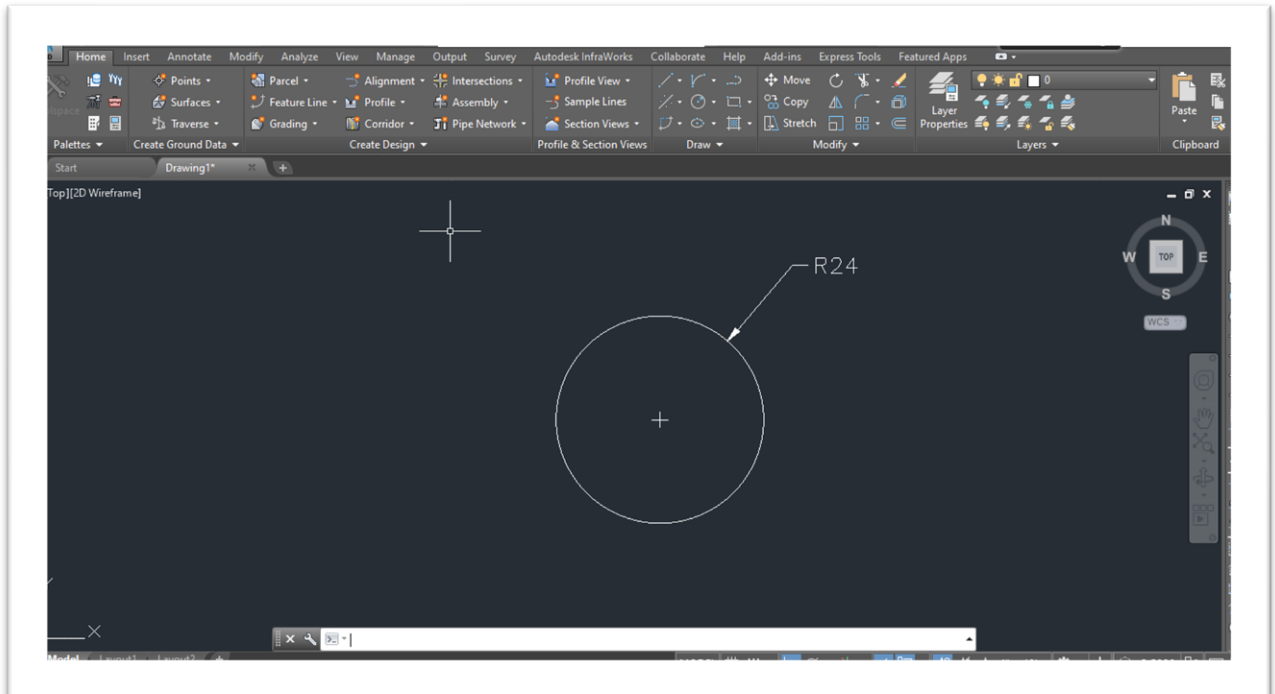 Home Insert Annotate Modify Analyze View Manage Output Survey Autodesk InfraWorks Collaborate Help Add-ins Express Tools Featured Apps
Points Parcel Alignment Intersections Profile View Move 0
Surfaces Feature Line Profile Assembly Sample Lines Copy Layer Paste
Traverse Grading Corridor Pipe Network Section Views Stretch Properties
Palettes Create Ground Data Create Design Profile & Section Views Draw Modify Layers Clipboard
Start Drawing1*
Top][2D Wireframe]
N
W TOP E
S
WCS
R24
X
Model Layout1 Layout2